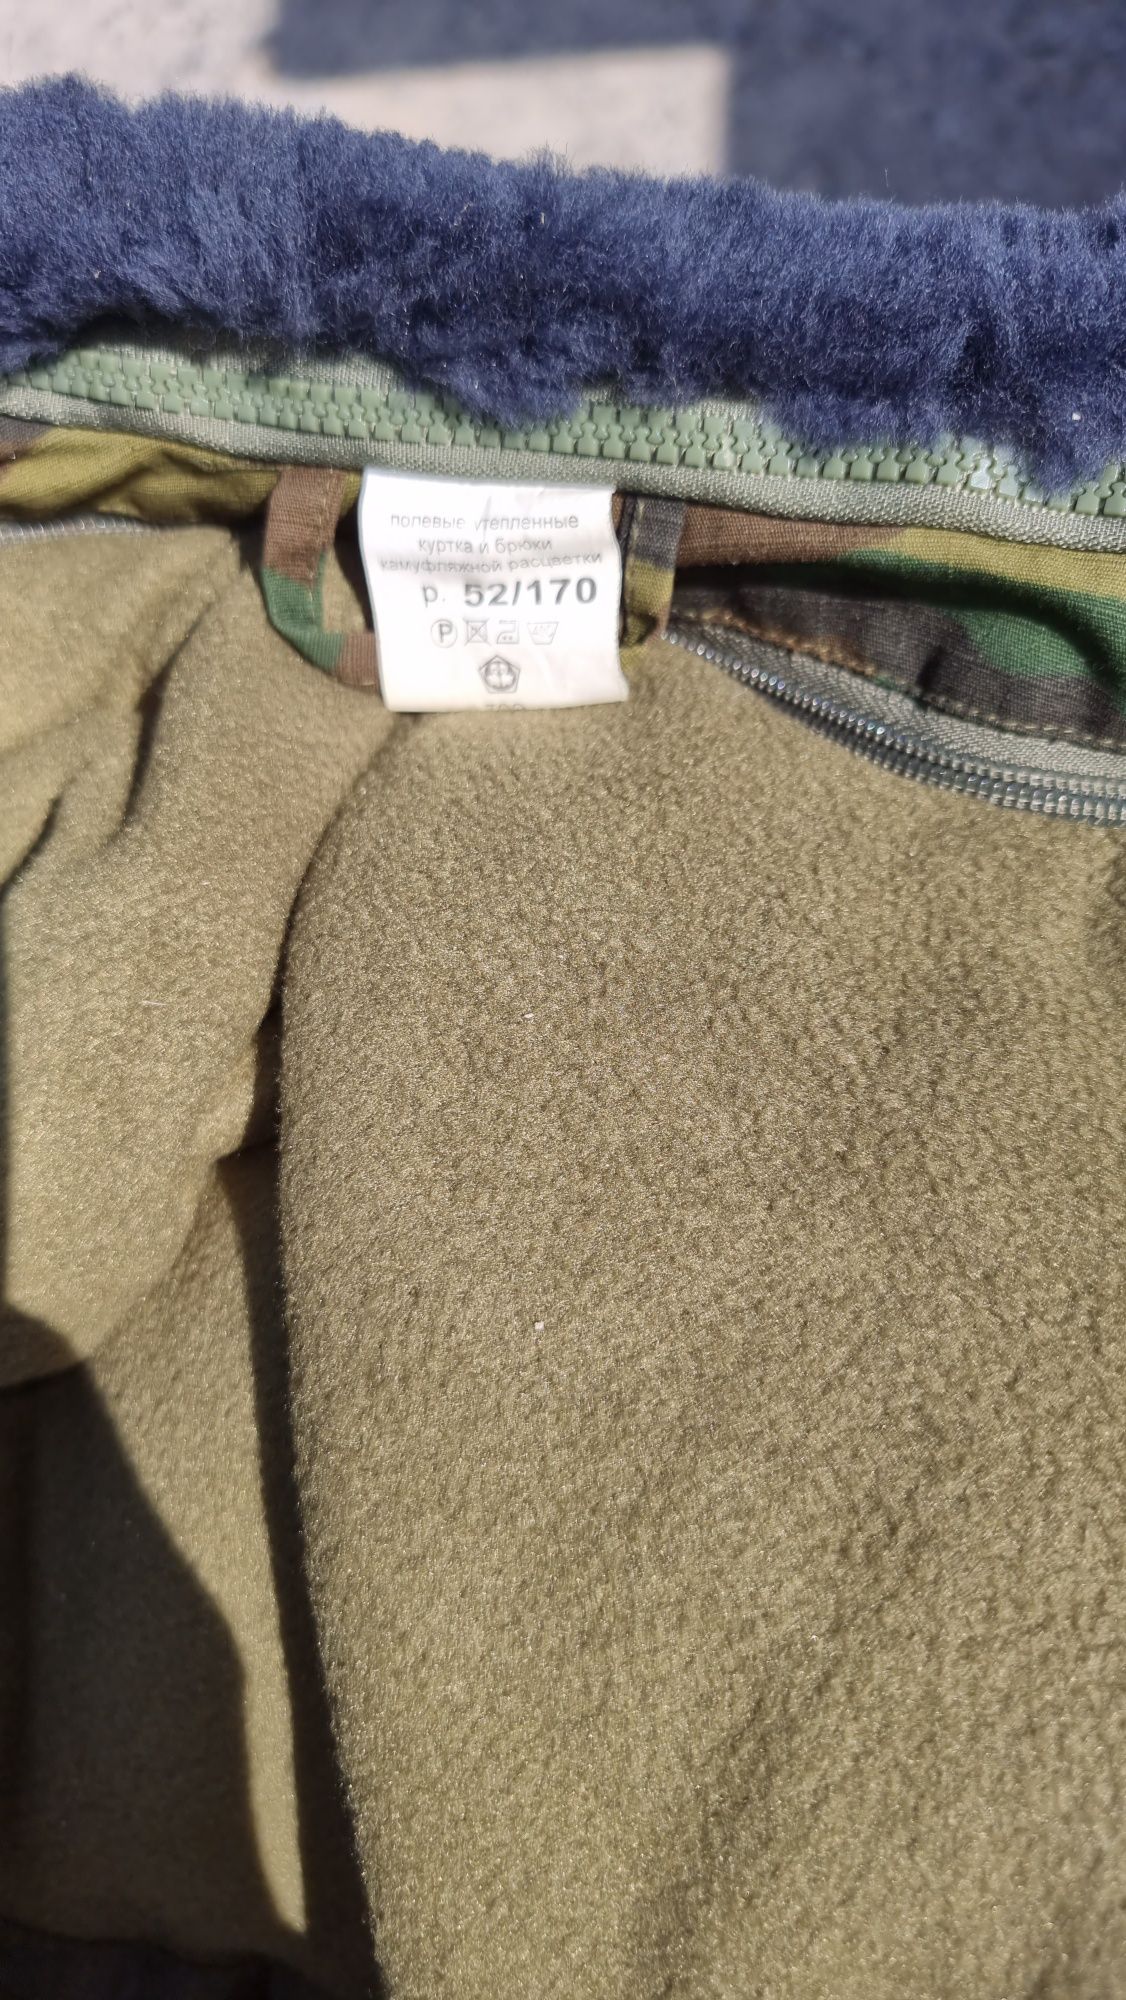 полевые утепленные
куртка и брюки
камуфляжной расцветки
р. 52/170
P